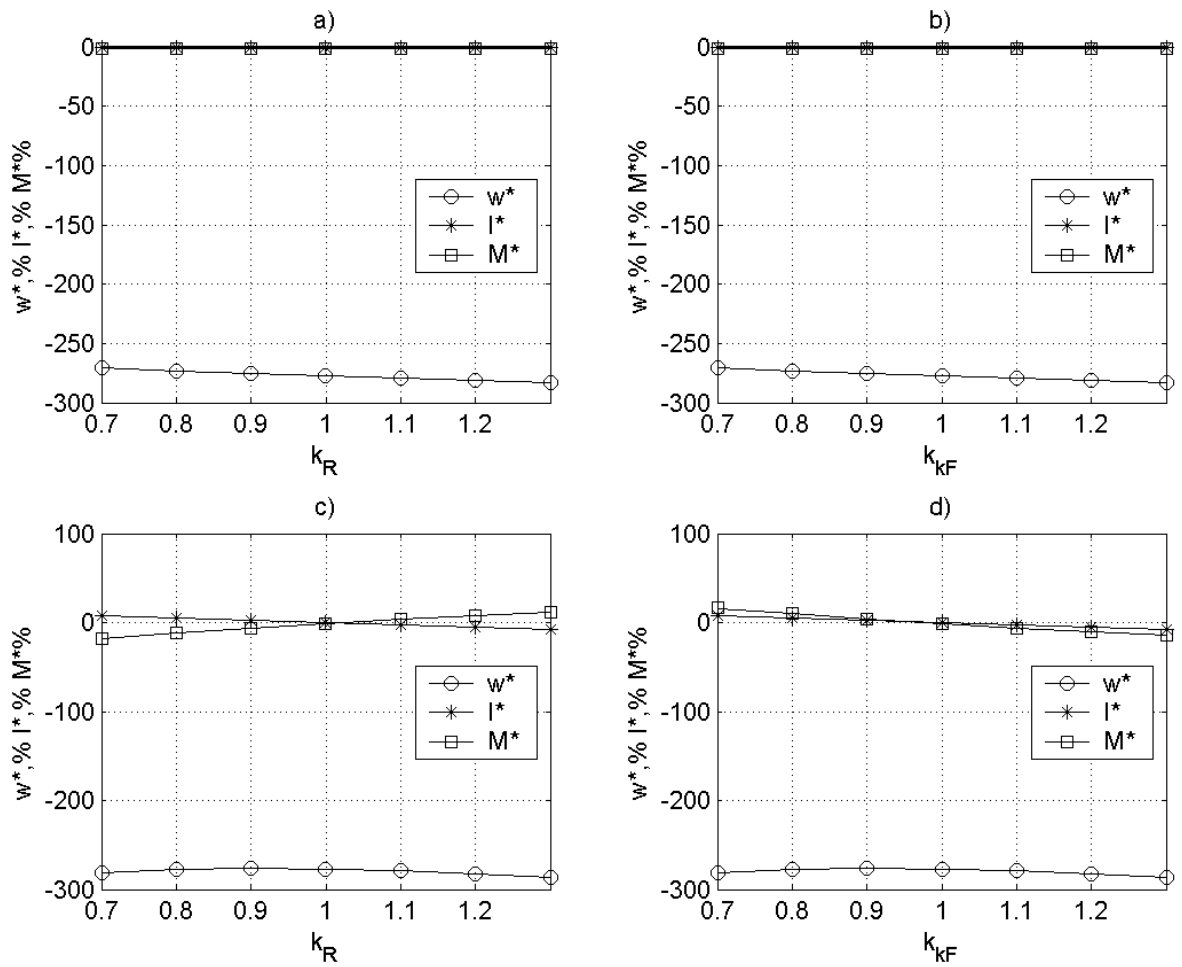 a)
0
-50
-100
-150
-200
-250
-300
w*,% I*,% M*%
w*
I*
M*
0.7 0.8 0.9 1 1.1 1.2
k_R
b)
0
-50
-100
-150
-200
-250
-300
w*,% I*,% M*%
w*
I*
M*
0.7 0.8 0.9 1 1.1 1.2
k_kF
c)
100
0
-100
-200
-300
w*,% I*,% M*%
w*
I*
M*
0.7 0.8 0.9 1 1.1 1.2
k_R
d)
100
0
-100
-200
-300
w*,% I*,% M*%
w*
I*
M*
0.7 0.8 0.9 1 1.1 1.2
k_kF